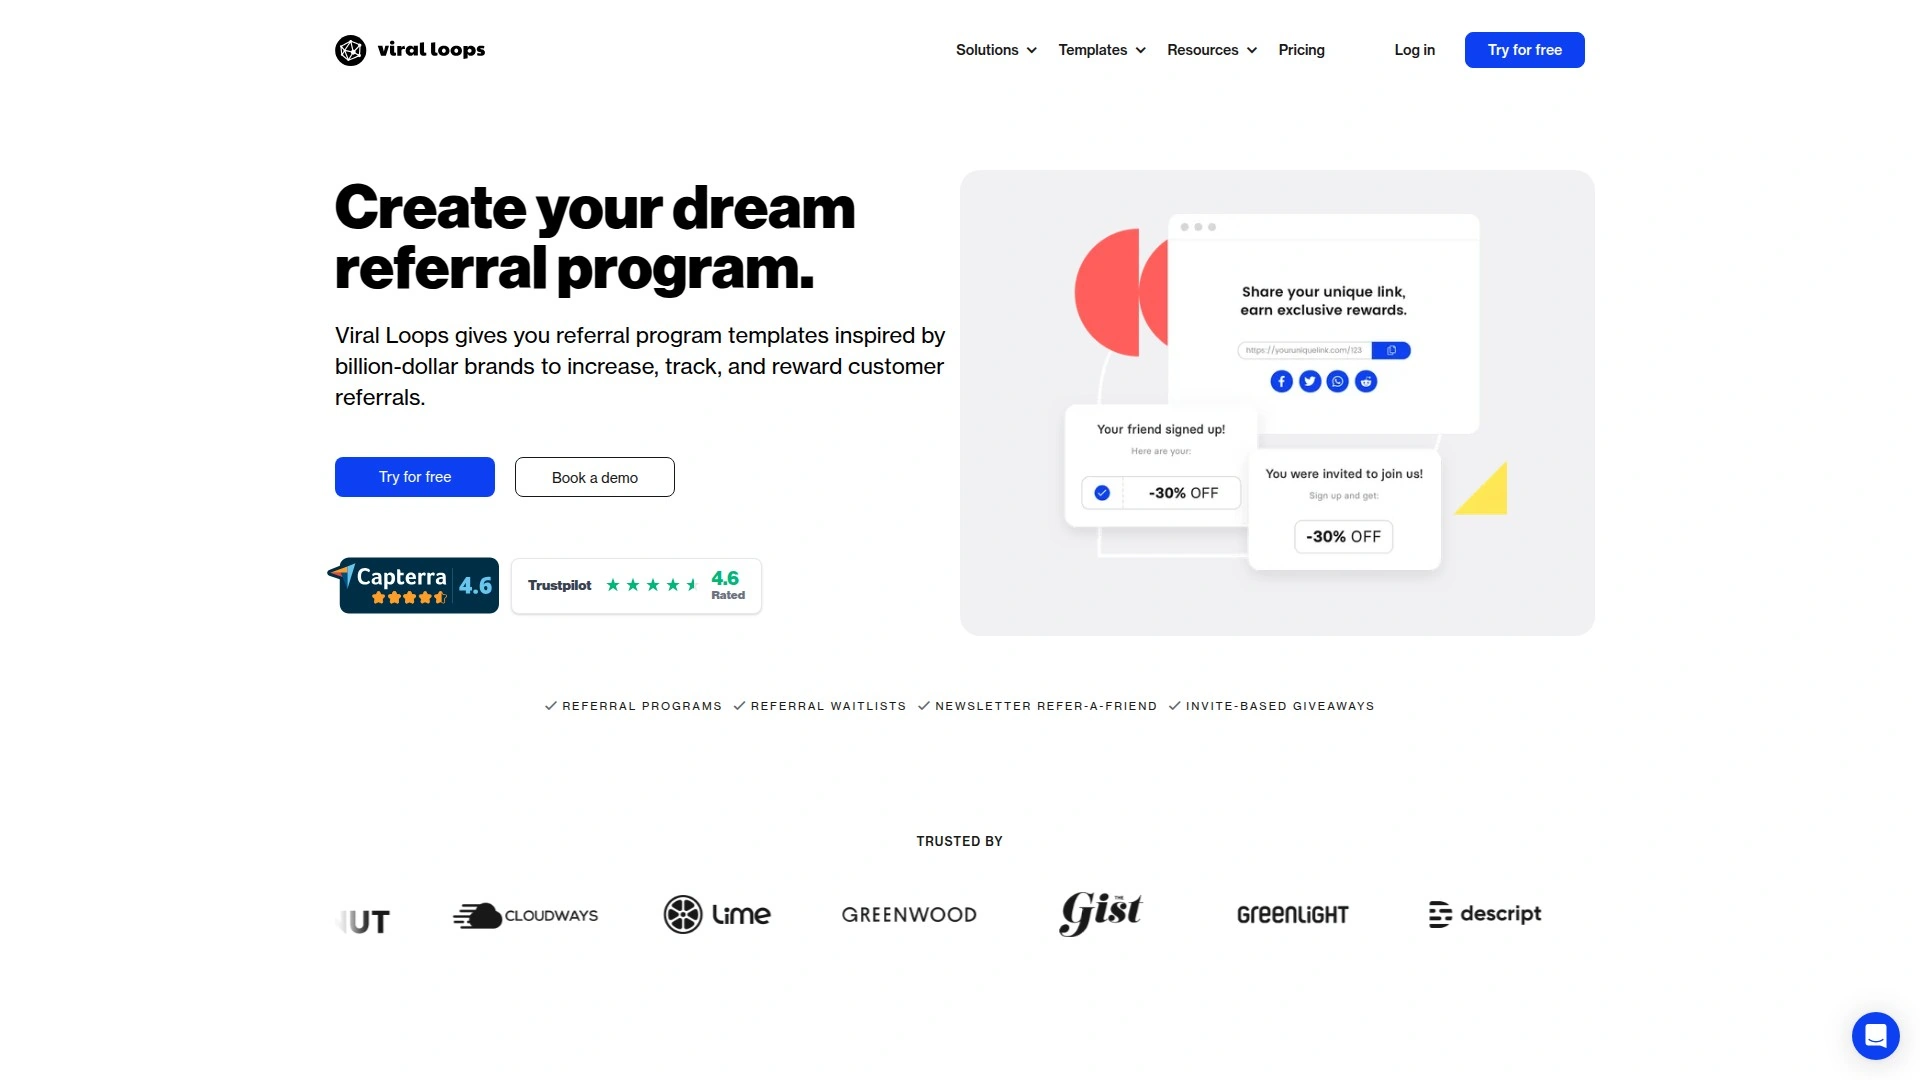 viral loops
Solutions
Templates
Resources
Pricing
Log in
Try for free
Create your dream
referral program.
Viral Loops gives you referral program templates inspired by
billion-dollar brands to increase, track, and reward customer
referrals.
Try for free
Book a demo
Capterra
4.6
Trustpilot
4.6
Rated
Share your unique link,
earn exclusive rewards.
https://youruniquelink.com/123
Your friend signed up!
Here are your:
-30% OFF
You were invited to join us!
Sign up and get:
-30% OFF
REFERRAL PROGRAMS
REFERRAL WAITLISTS
NEWSLETTER REFER-A-FRIEND
INVITE-BASED GIVEAWAYS
TRUSTED BY
UT
CLOUDWAYS
Lime
GREENWOOD
THE
Gist
GREENLIGHT
descript